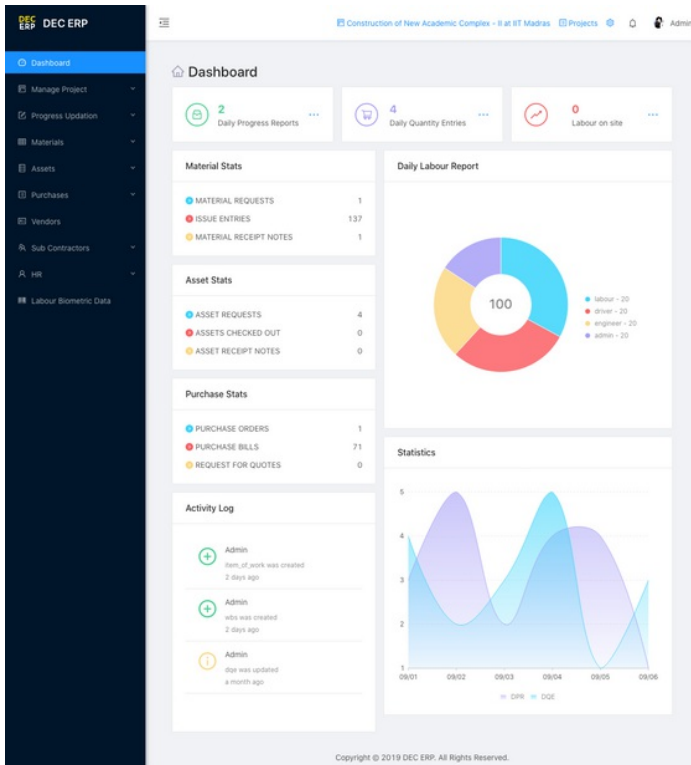 DEC ERP
DEC ERP
Construction of New Academic Complex - II at IIT Madras
Projects
Admin
Dashboard
Manage Project
Progress Updation
Materials
Assets
Purchases
Vendors
Sub Contractors
HR
Labour Biometric Data
Dashboard
2
Daily Progress Reports
4
Daily Quantity Entries
0
Labour on site
Material Stats
MATERIAL REQUESTS 1
ISSUE ENTRIES 137
MATERIAL RECEIPT NOTES 1
Asset Stats
ASSET REQUESTS 4
ASSETS CHECKED OUT 0
ASSET RECEIPT NOTES 0
Purchase Stats
PURCHASE ORDERS 1
PURCHASE BILLS 71
REQUEST FOR QUOTES 0
Activity Log
Admin
item_of_work was created
2 days ago
Admin
wbs was created
2 days ago
Admin
dqe was updated
a month ago
Daily Labour Report
100
labour - 20
driver - 20
engineer - 20
admin - 20
Statistics
5
4
3
2
1
09/01 09/02 09/03 09/04 09/05 09/06
DPR DQE
Copyright © 2019 DEC ERP. All Rights Reserved.